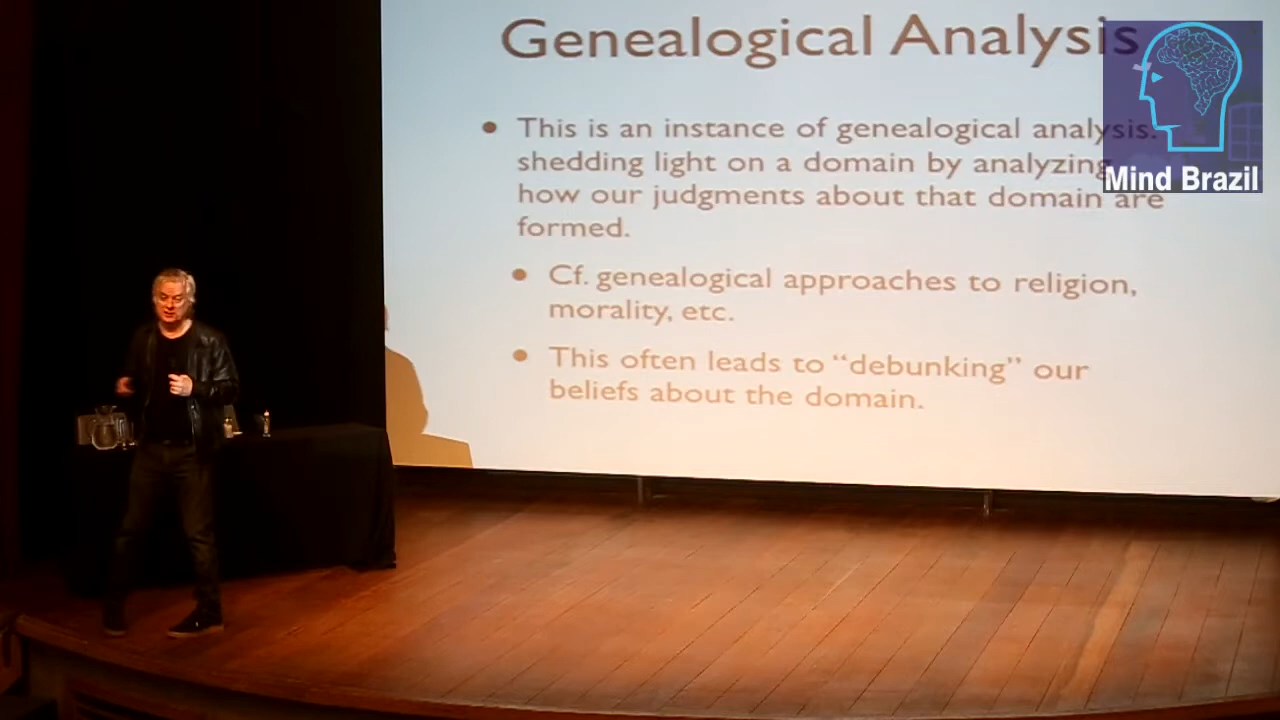 Genealogical Analysis
• This is an instance of genealogical analysis.
shedding light on a domain by analyzing
how our judgments about that domain are
formed.
• Cf. genealogical approaches to religion,
morality, etc.
• This often leads to “debunking” our
beliefs about the domain.
Mind Brazil